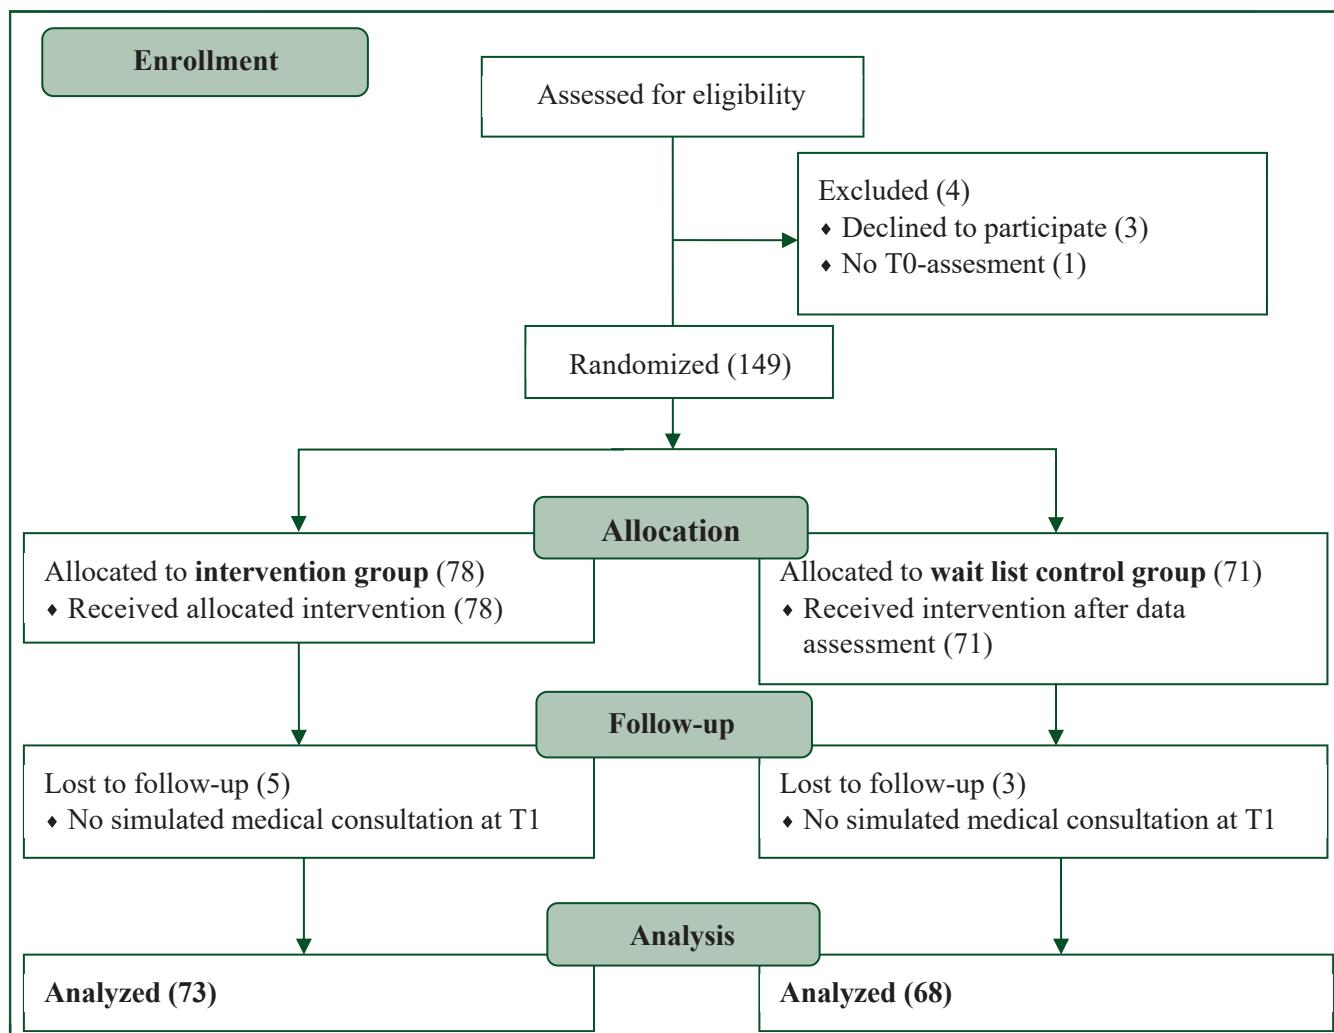 Enrollment
Assessed for eligibility
Excluded (4)
♦ Declined to participate (3)
♦ No T0-assesment (1)
Randomized (149)
Allocation
Allocated to intervention group (78)
♦ Received allocated intervention (78)
Allocated to wait list control group (71)
♦ Received intervention after data
assessment (71)
Follow-up
Lost to follow-up (5)
♦ No simulated medical consultation at T1
Lost to follow-up (3)
♦ No simulated medical consultation at T1
Analysis
Analyzed (73)
Analyzed (68)